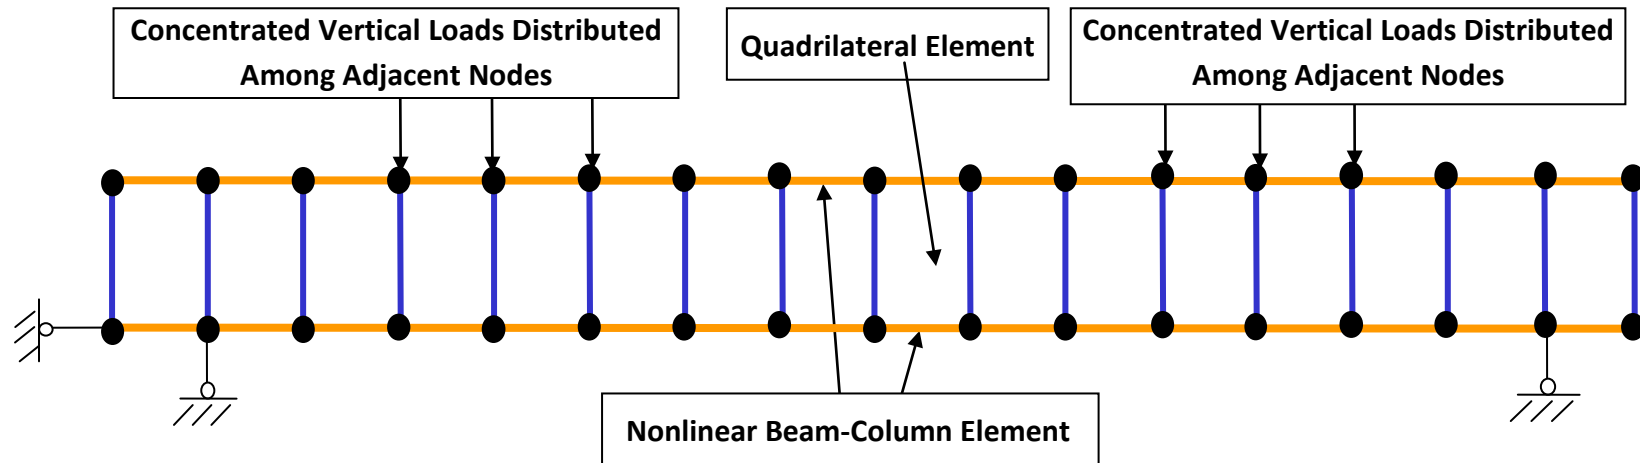 Concentrated Vertical Loads Distributed
Among Adjacent Nodes
Quadrilateral Element
Concentrated Vertical Loads Distributed
Among Adjacent Nodes
Nonlinear Beam-Column Element